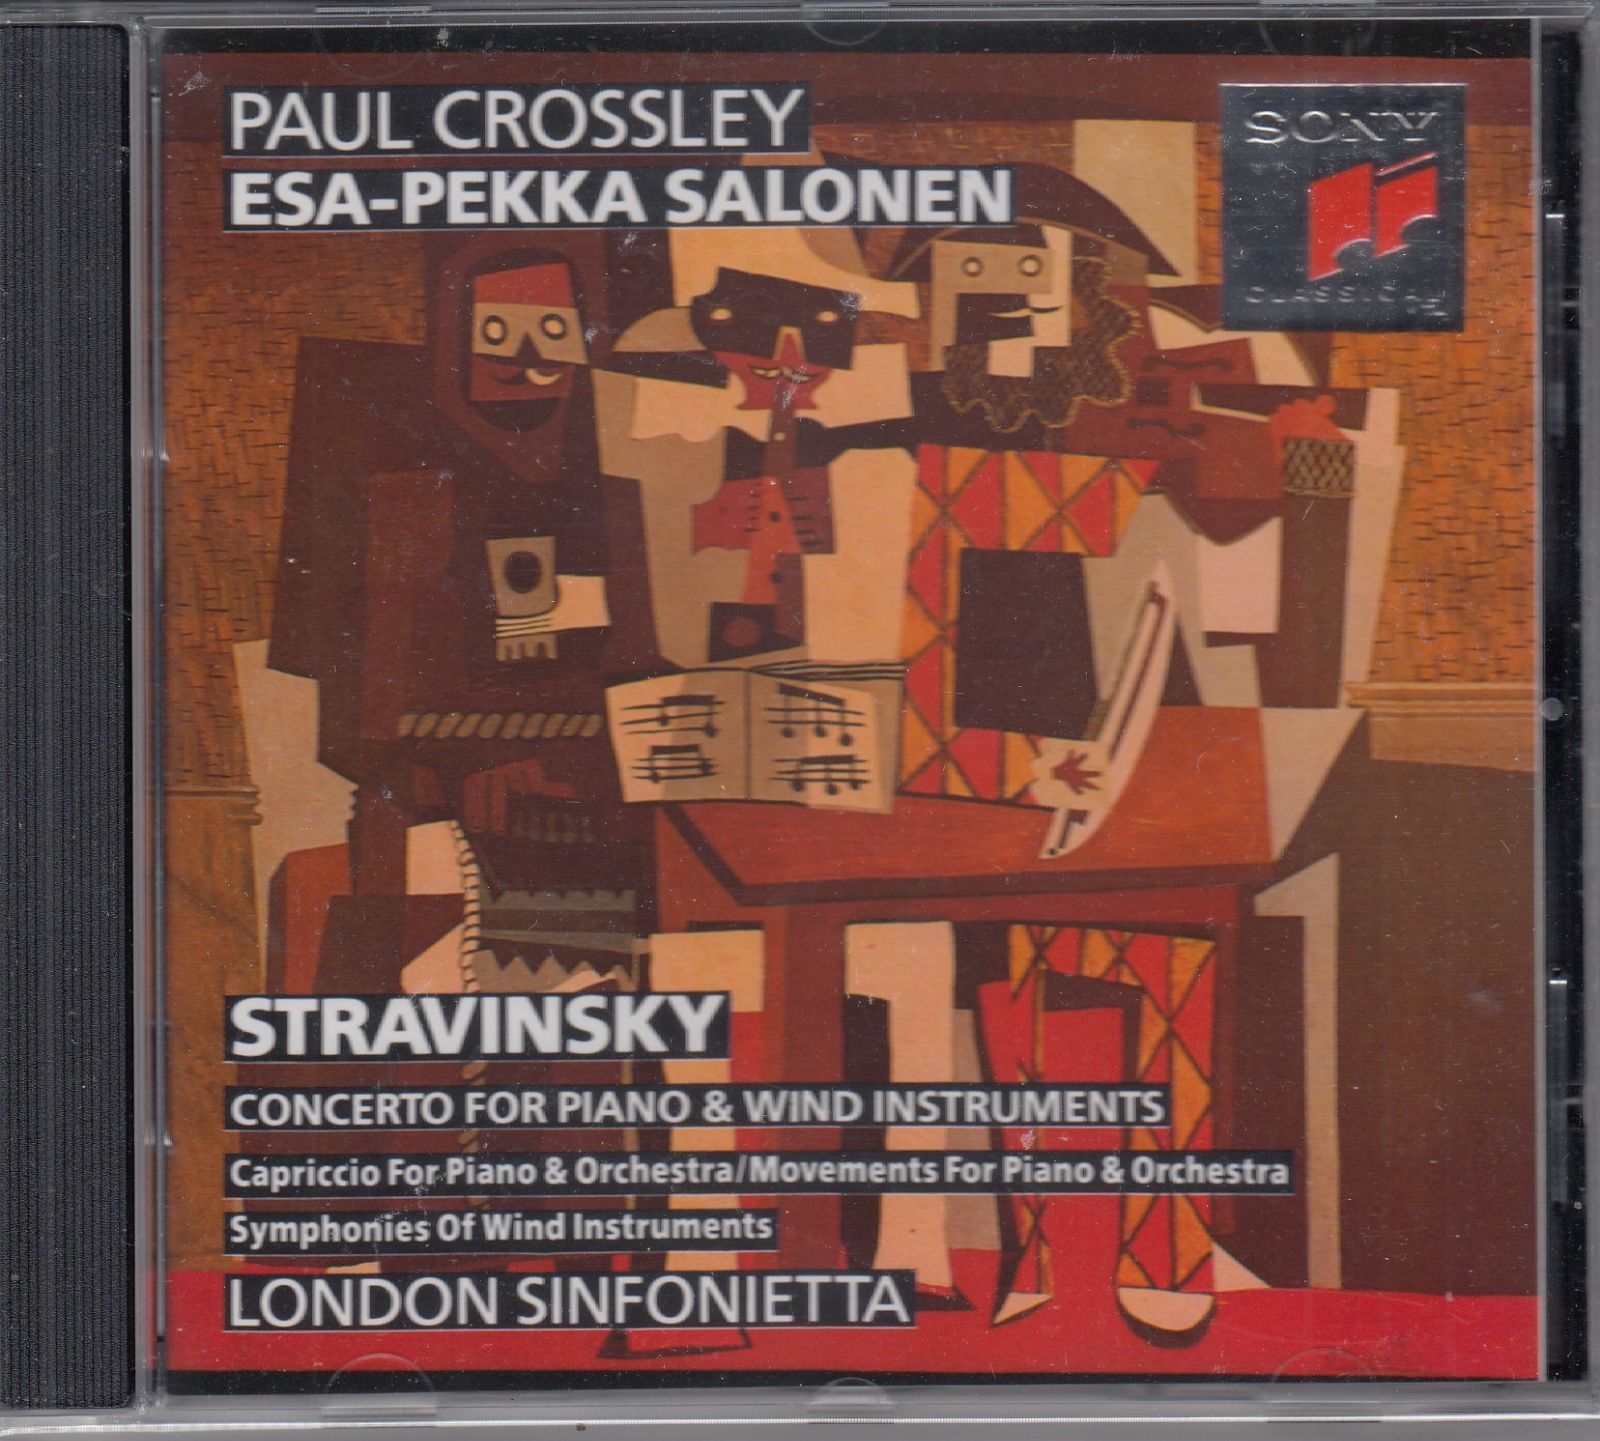 PAUL CROSSLEY
ESA-PEKKA SALONEN
SONY
CLASSICAL
STRAVINSKY
CONCERTO FOR PIANO & WIND INSTRUMENTS
Capriccio For Piano & Orchestra/Movements For Piano & Orchestra
Symphonies Of Wind Instruments
LONDON SINFONIETTA